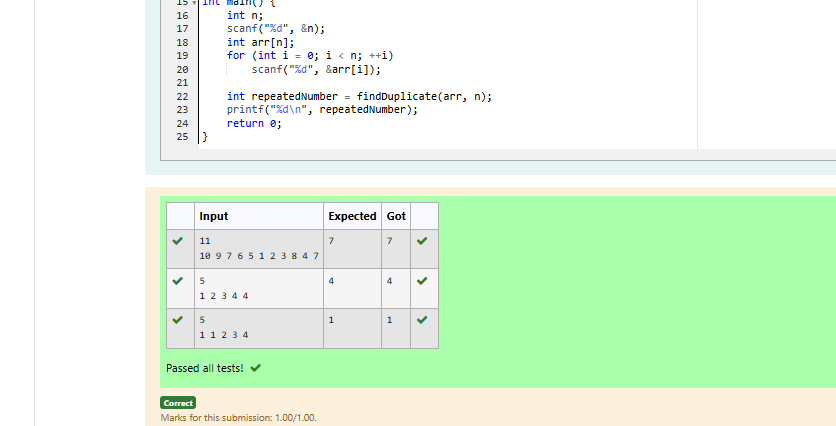 15 int main() {
16 int n;
17 scanf("%d", &n);
18 int arr[n];
19 for (int i = 0; i < n; ++i)
20 scanf("%d", &arr[i]);
21
22 int repeatedNumber = findDuplicate(arr, n);
23 printf("%d\n", repeatedNumber);
24 return 0;
25 }
Input Expected Got
11 7 7
10 9 7 6 5 1 2 3 8 4 7
5 4 4
1 2 3 4 4
5 1 1
1 1 2 3 4
Passed all tests!
Correct
Marks for this submission: 1.00/1.00.